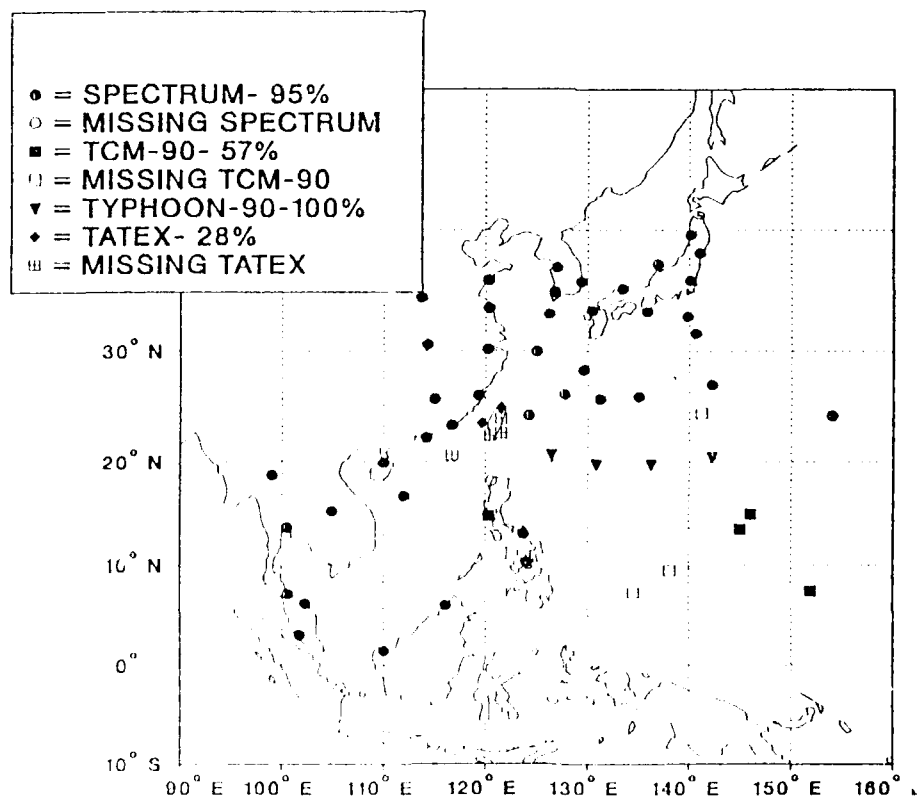 ● = SPECTRUM- 95%
○ = MISSING SPECTRUM
■ = TCM-90- 57%
□ = MISSING TCM-90
▼ = TYPHOON-90-100%
◆ = TATEX- 28%
⊞ = MISSING TATEX
30° N
20° N
10° N
0°
10° S
90° E 100° E 110° E 120° E 130° E 140° E 150° E 160°